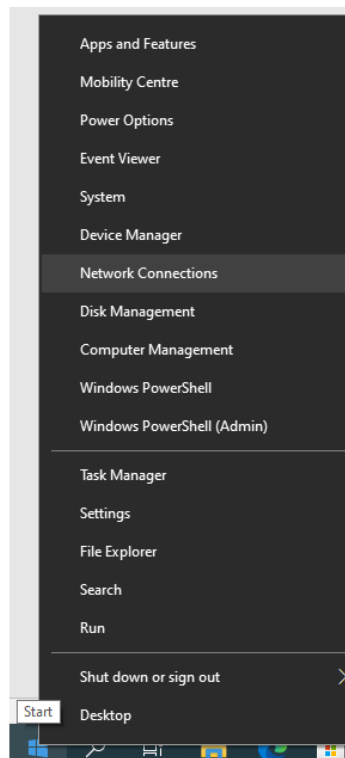 Apps and Features
Mobility Centre
Power Options
Event Viewer
System
Device Manager
Network Connections
Disk Management
Computer Management
Windows PowerShell
Windows PowerShell (Admin)
Task Manager
Settings
File Explorer
Search
Run
Shut down or sign out
Start
Desktop